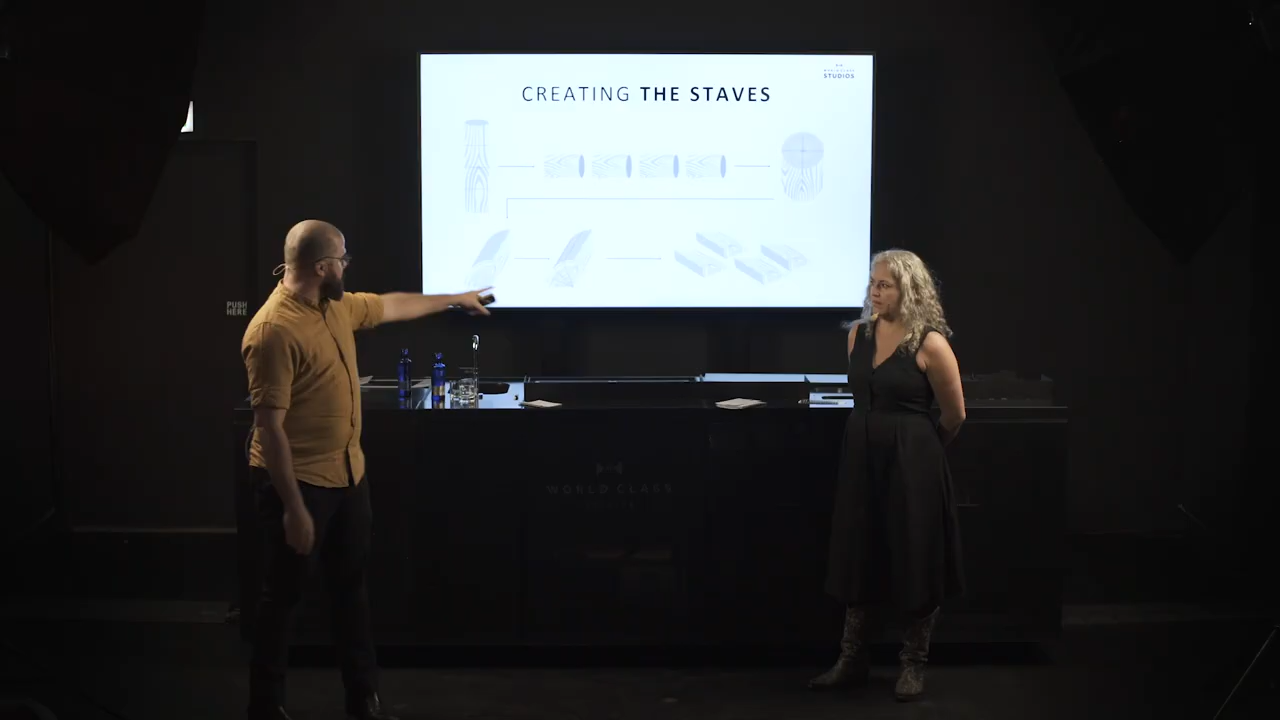 STUDIOS
CREATING THE STAVES
PUSH
HERE
WORLD CLASS